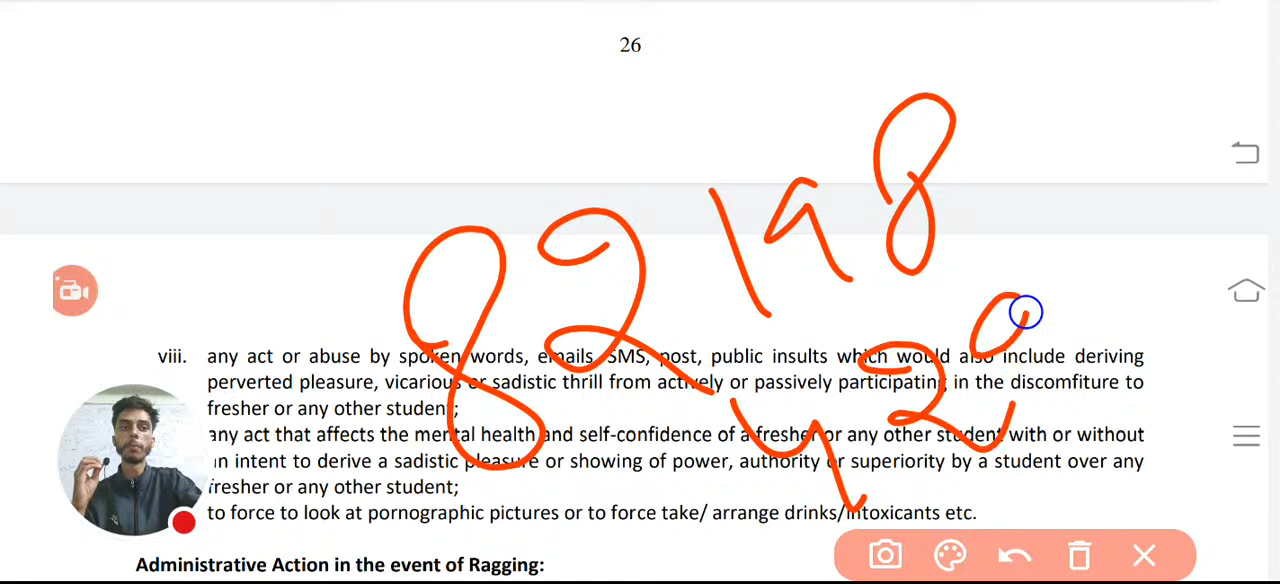 26
82198
viii. any act or abuse by spoken words, emails, SMS, post, public insults which would also include deriving
perverted pleasure, vicarious or sadistic thrill from actively or passively participating in the discomfiture to
fresher or any other student;
any act that affects the mental health and self-confidence of a fresher or any other student with or without
an intent to derive a sadistic pleasure or showing of power, authority or superiority by a student over any
fresher or any other student;
to force to look at pornographic pictures or to force take/ arrange drinks/intoxicants etc.
Administrative Action in the event of Ragging: